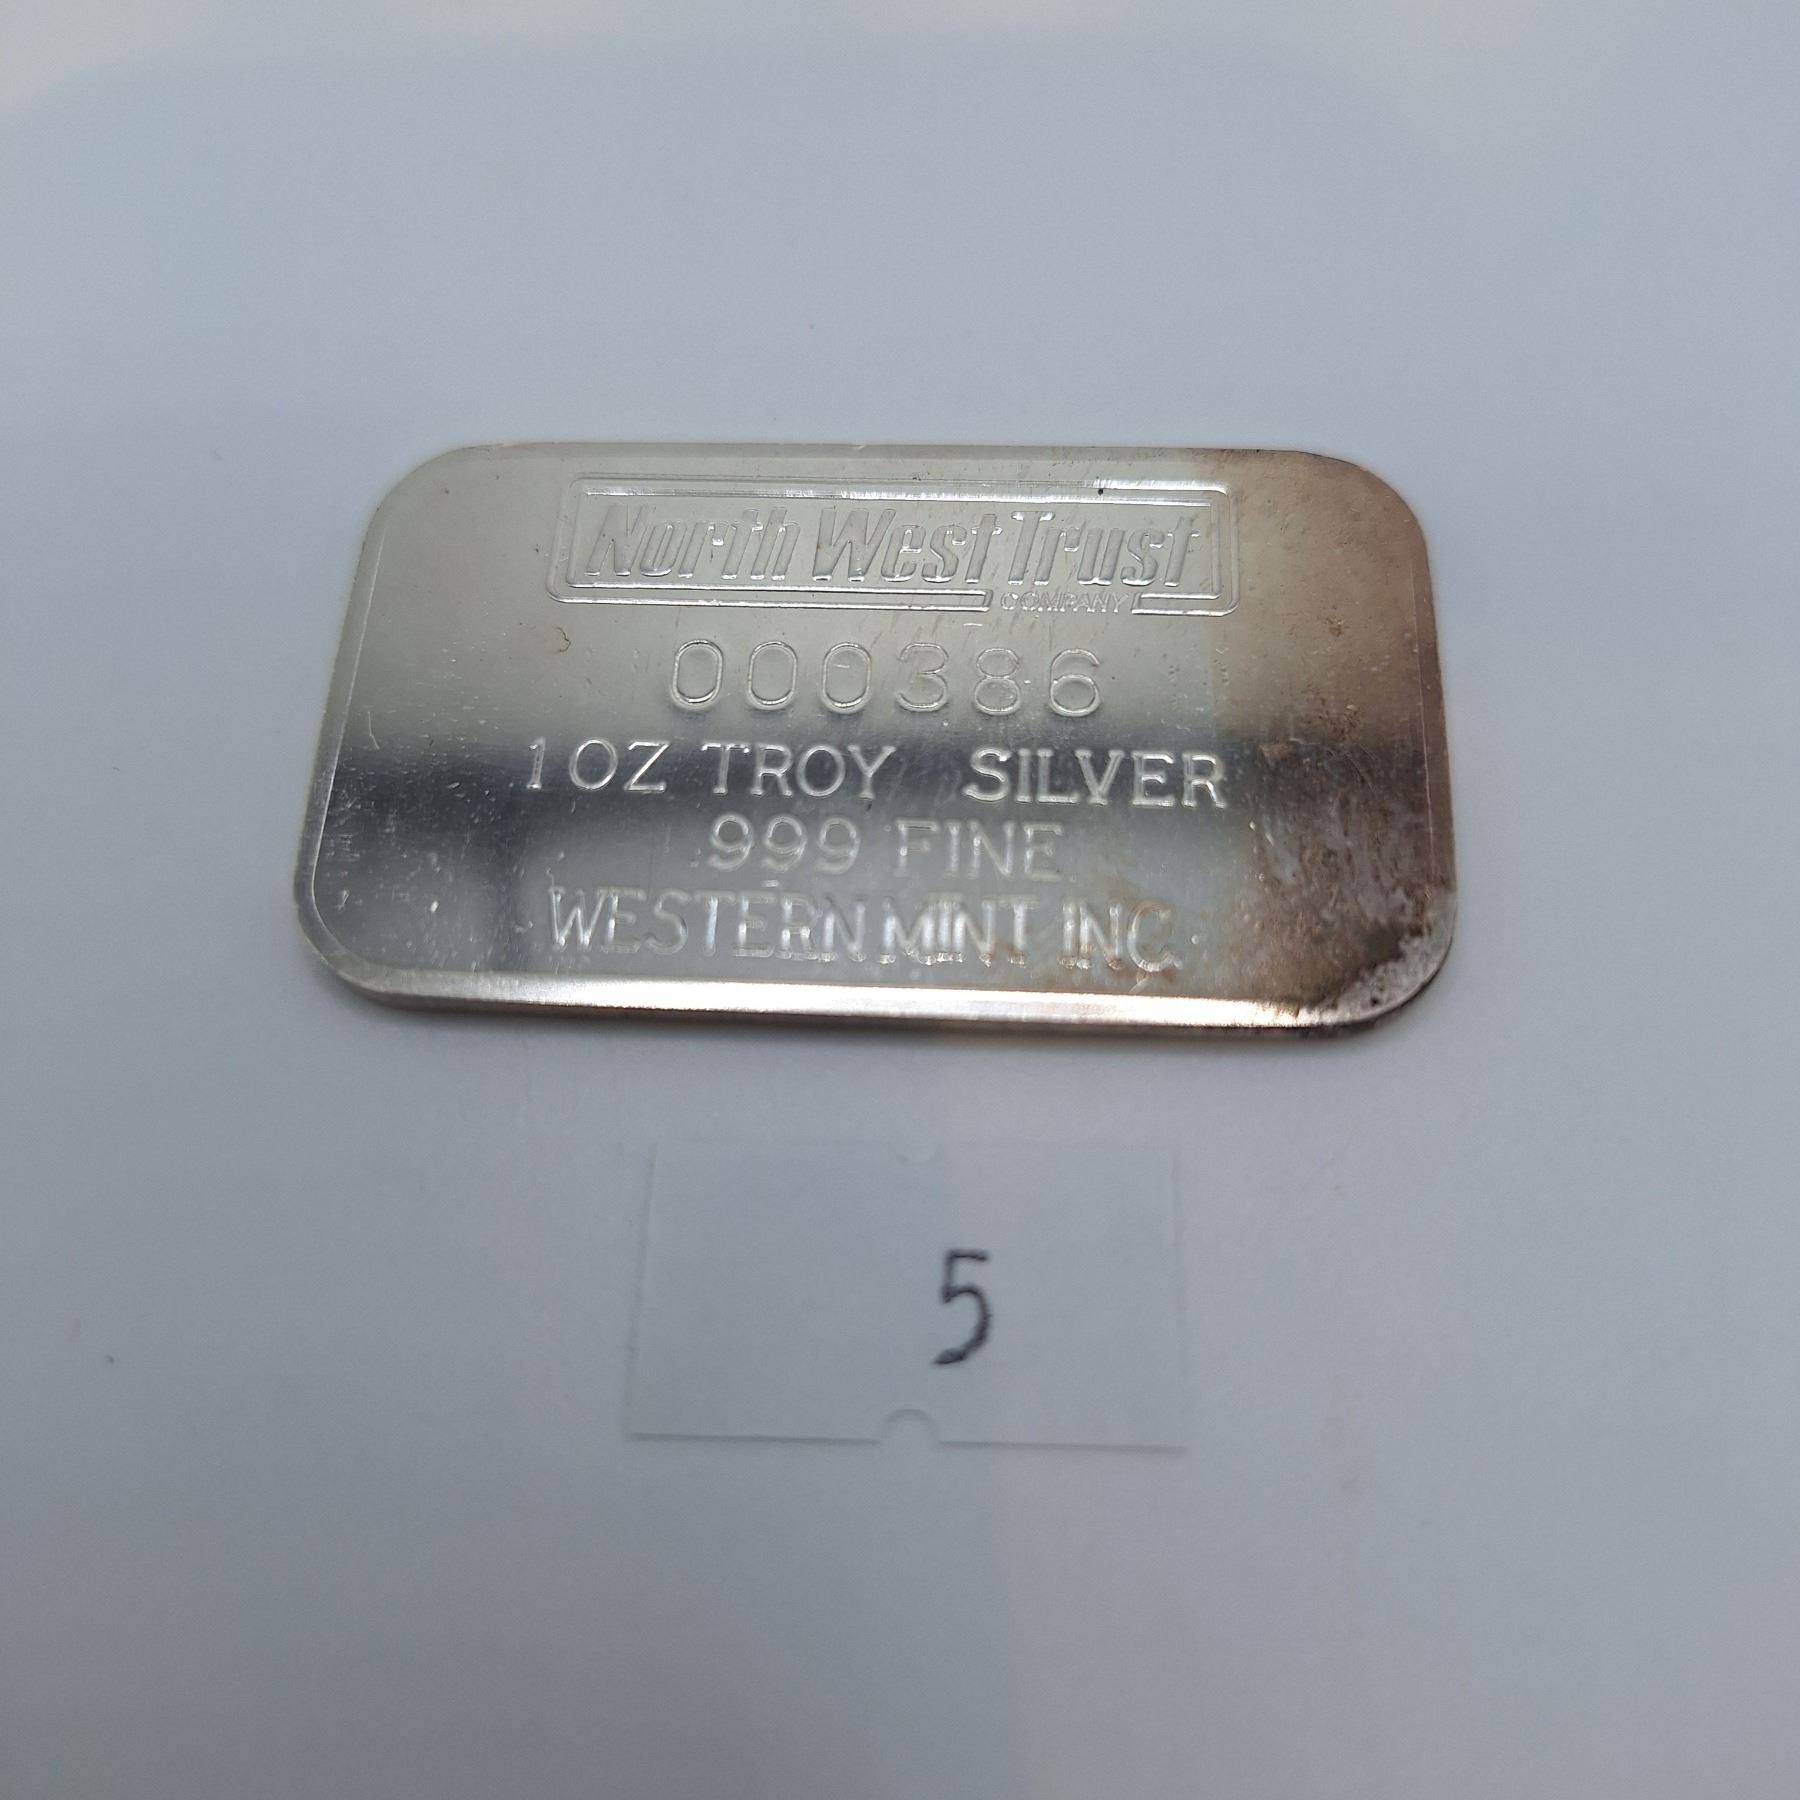 North West Trust
COMPANY
000386
1 OZ TROY SILVER
999 FINE
WESTERN MINT INC.
5